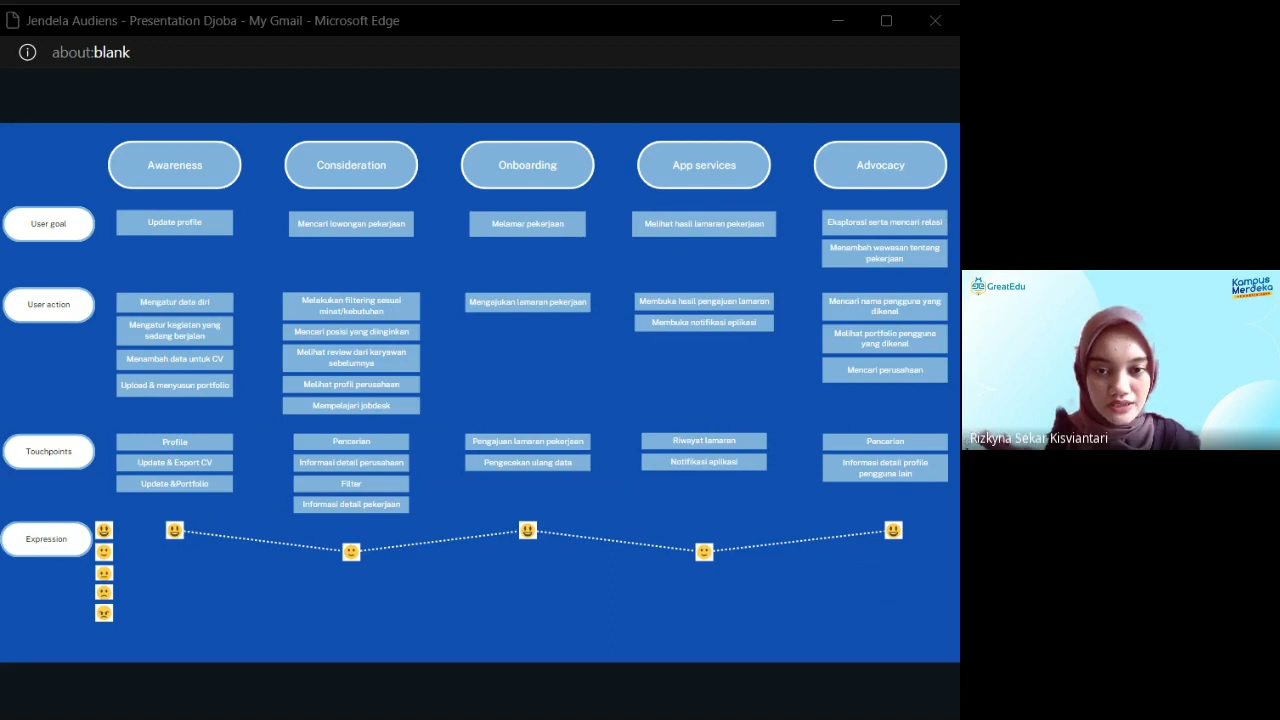 Jendela Audiens - Presentation Djoba - My Gmail - Microsoft Edge
about:blank
Awareness
Consideration
Onboarding
App services
Advocacy
User goal
Update profile
Mencari lowongan pekerjaan
Melamar pekerjaan
Melihat hasil lamaran pekerjaan
Eksplorasi serta mencari relasi
Menambah wawasan tentang
pekerjaan
User action
Mengatur data diri
Mengatur kegiatan yang
sedang berjalan
Menambah data untuk CV
Upload & menyusun portfolio
Melakukan filtering sesuai
minat/kebutuhan
Mencari posisi yang diinginkan
Melihat review dari karyawan
sebelumnya
Melihat profil perusahaan
Mempelajari jobdesk
Mengajukan lamaran pekerjaan
Membuka hasil pengajuan lamaran
Membuka notifikasi aplikasi
Mencari nama pengguna yang
dikenal
Melihat portfolio pengguna
yang dikenal
Mencari perusahaan
Touchpoints
Profile
Update & Export CV
Update &Portfolio
Pencarian
Informasi detail perusahaan
Filter
Informasi detail pekerjaan
Pengajuan lamaran pekerjaan
Pengecekan ulang data
Riwayat lamaran
Notifikasi aplikasi
Pencarian
Informasi detail profile
pengguna lain
Expression
GreatEdu
Kampus
Merdeka
Rizkyna Sekar Kisviantari